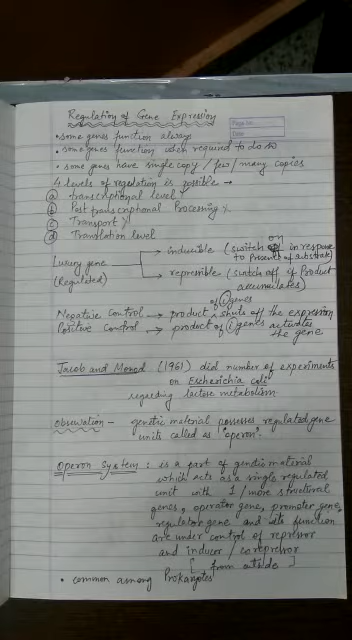 Regulation of Gene Expression
Page No.
Date
• some genes function always
• some genes function when required to do so
• some genes have single copy / few / many copies
4 levels of regulation is possible →
ⓐ transcriptional level
ⓑ Post transcriptional Processing
ⓒ Transport
ⓓ Translation level
Luxury gene (Regulated)
→ inducible (switch on in response to Presence of substrate)
→ repressible (switch off if Product accumulates)
Negative Control → product of ⓘ genes shuts off the expression
Positive Control → product of ⓘ genes activates the gene
Jacob and Monod (1961) did number of experiments
on Escherichia coli
regarding lactose metabolism.
Observation – genetic material possesses regulated gene
units called as "operon".
Operon System : is a part of genetic material
which acts as a single regulated
unit with 1 / more structural
genes, operator gene, promoter gene,
regulator gene and its function
are under control of repressor
and inducer / corepressor
[from outside]
• common among Prokaryotes